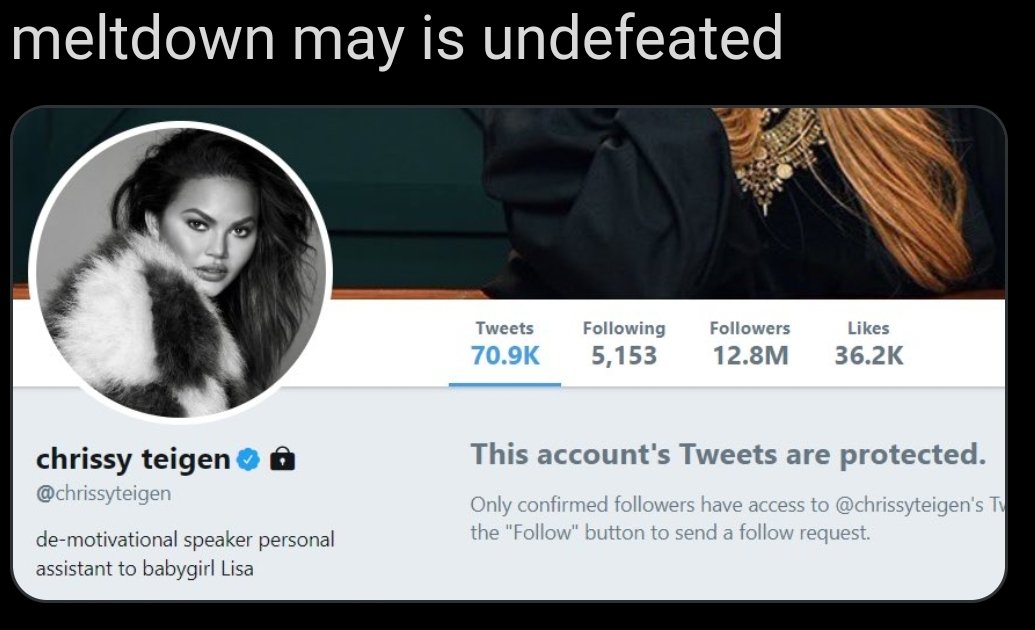 meltdown may is undefeated
Tweets Following Followers Likes
70.9K 5,153 12.8M 36.2K
chrissy teigen
@chrissyteigen
de-motivational speaker personal
assistant to babygirl Lisa
This account's Tweets are protected.
Only confirmed followers have access to @chrissyteigen's
the "Follow" button to send a follow request.